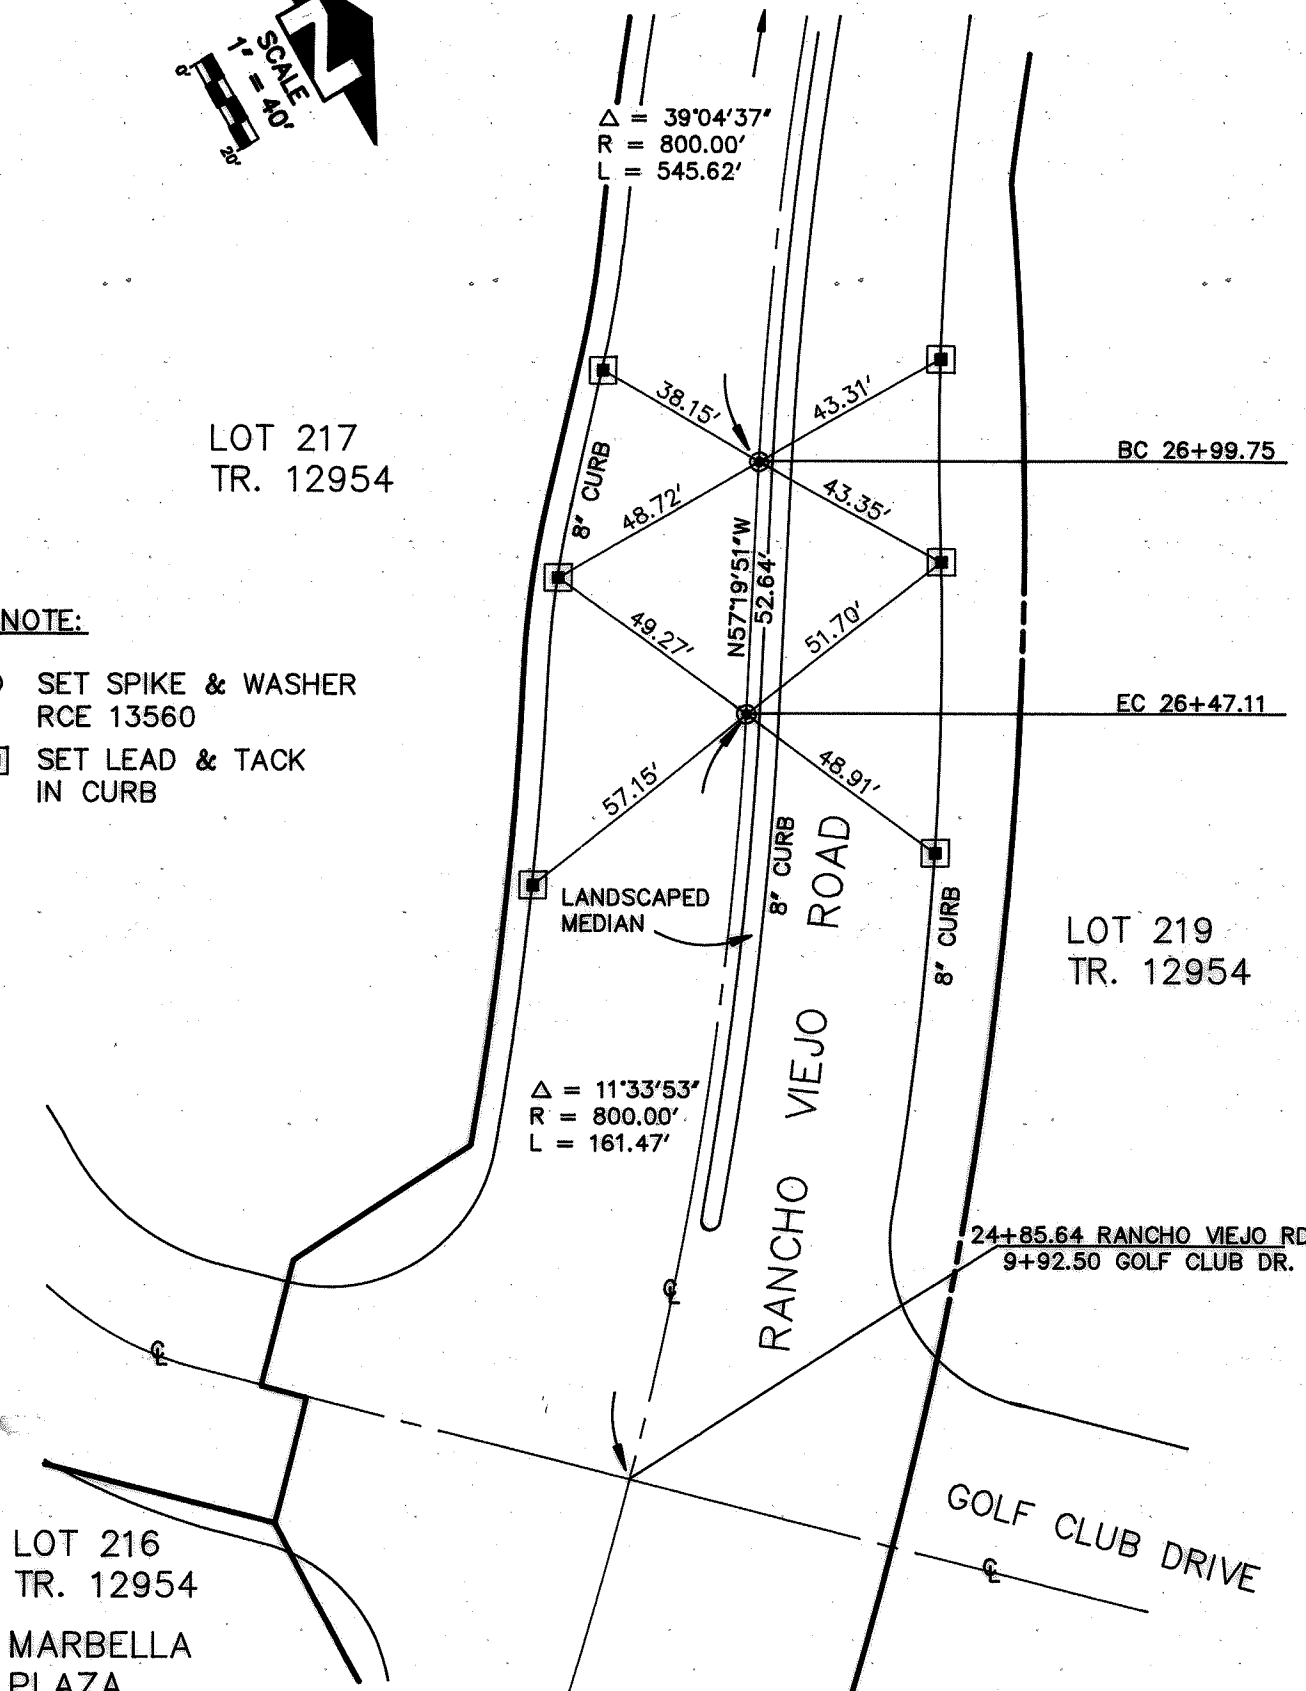 N
SCALE
1" = 40'
0'
20'
Δ = 39°04'37"
R = 800.00'
L = 545.62'
38.15'
43.31'
LOT 217
TR. 12954
8" CURB
BC 26+99.75
48.72'
43.35'
N57°19'51"W
52.64'
NOTE:
49.27'
51.70'
SET SPIKE & WASHER
RCE 13560
EC 26+47.11
SET LEAD & TACK
IN CURB
57.15'
48.91'
8" CURB
LANDSCAPED
MEDIAN
8" CURB
LOT 219
TR. 12954
RANCHO VIEJO ROAD
Δ = 11°33'53"
R = 800.00'
L = 161.47'
24+85.64 RANCHO VIEJO RD
9+92.50 GOLF CLUB DR.
℄
℄
GOLF CLUB DRIVE
℄
LOT 216
TR. 12954
MARBELLA
PLAZA